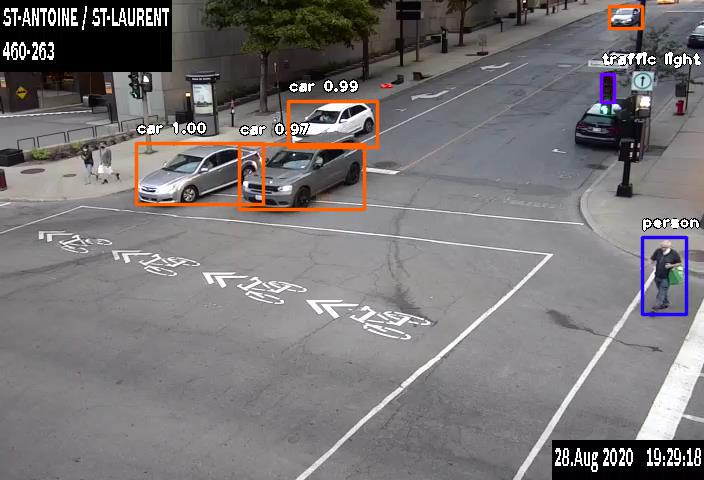 ST-ANTOINE / ST-LAURENT
460-263
traffic light
car 0.99
car 1.00
car 0.97
person
28.Aug 2020 19:29:18